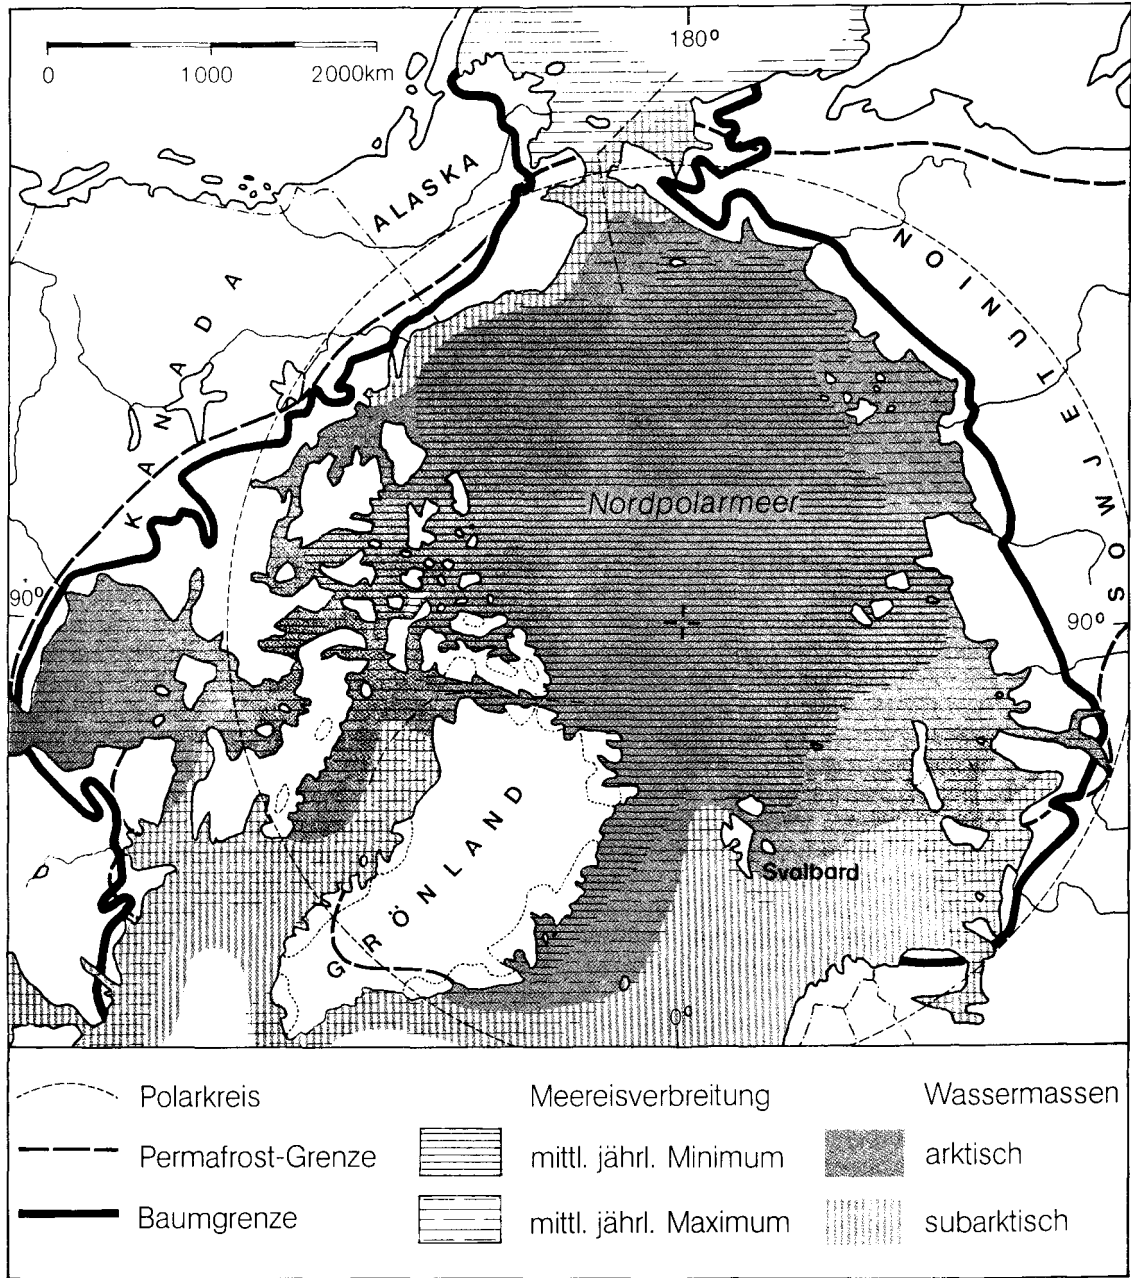 180°
0 1000 2000km
ALASKA
KANADA
SOWJETUNION
Nordpolarmeer
90°
90°
GRÖNLAND
Svalbard
0°
Polarkreis
Permafrost-Grenze
Baumgrenze
Meereisverbreitung
mittl. jährl. Minimum
mittl. jährl. Maximum
Wassermassen
arktisch
subarktisch